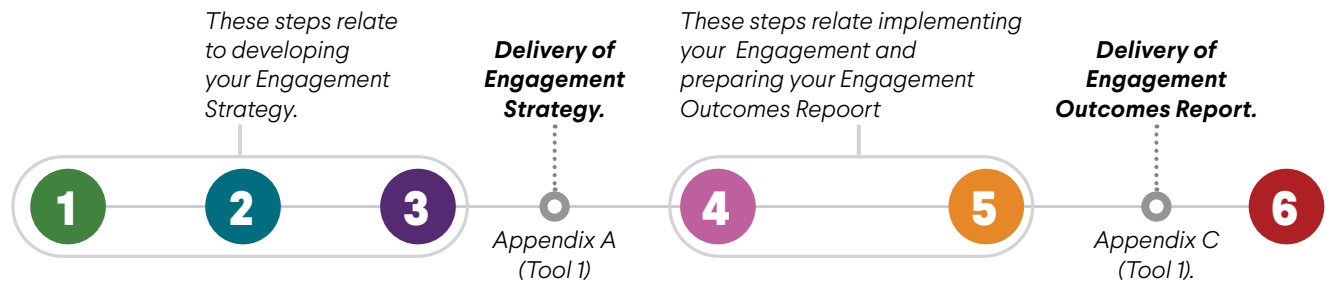 These steps relate
to developing
your Engagement
Strategy.
Delivery of
Engagement
Strategy.
These steps relate implementing
your Engagement and
preparing your Engagement
Outcomes Repoort
Delivery of
Engagement
Outcomes Report.
1
2
3
4
5
6
Appendix A
(Tool 1)
Appendix C
(Tool 1).